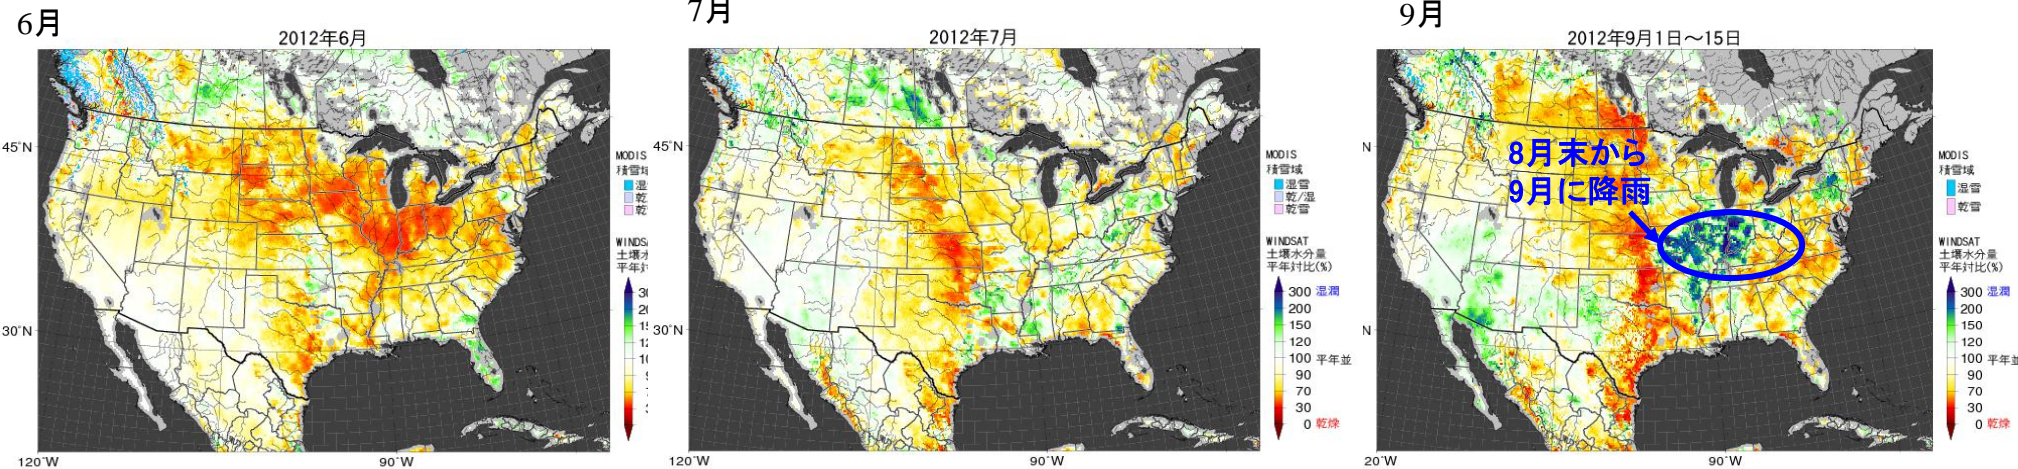 6月
2012年6月
45°N
30°N
120°W
90°W
MODIS
積雪域
湿
乾
乾
WINDSA
土壌水
平年対
7月
2012年7月
45°N
30°N
120°W
90°W
MODIS
積雪域
湿雪
乾/湿
乾雪
WINDSAT
土壌水分量
平年対比(%)
300 湿潤
200
150
120
100 平年並
90
70
30
0 乾燥
9月
2012年9月1日～15日
8月末から
9月に降雨
N
N
20°W
90°W
MODIS
積雪域
湿雪
乾雪
WINDSAT
土壌水分量
平年対比(%)
300 湿潤
200
150
120
100 平年並
90
70
30
0 乾燥